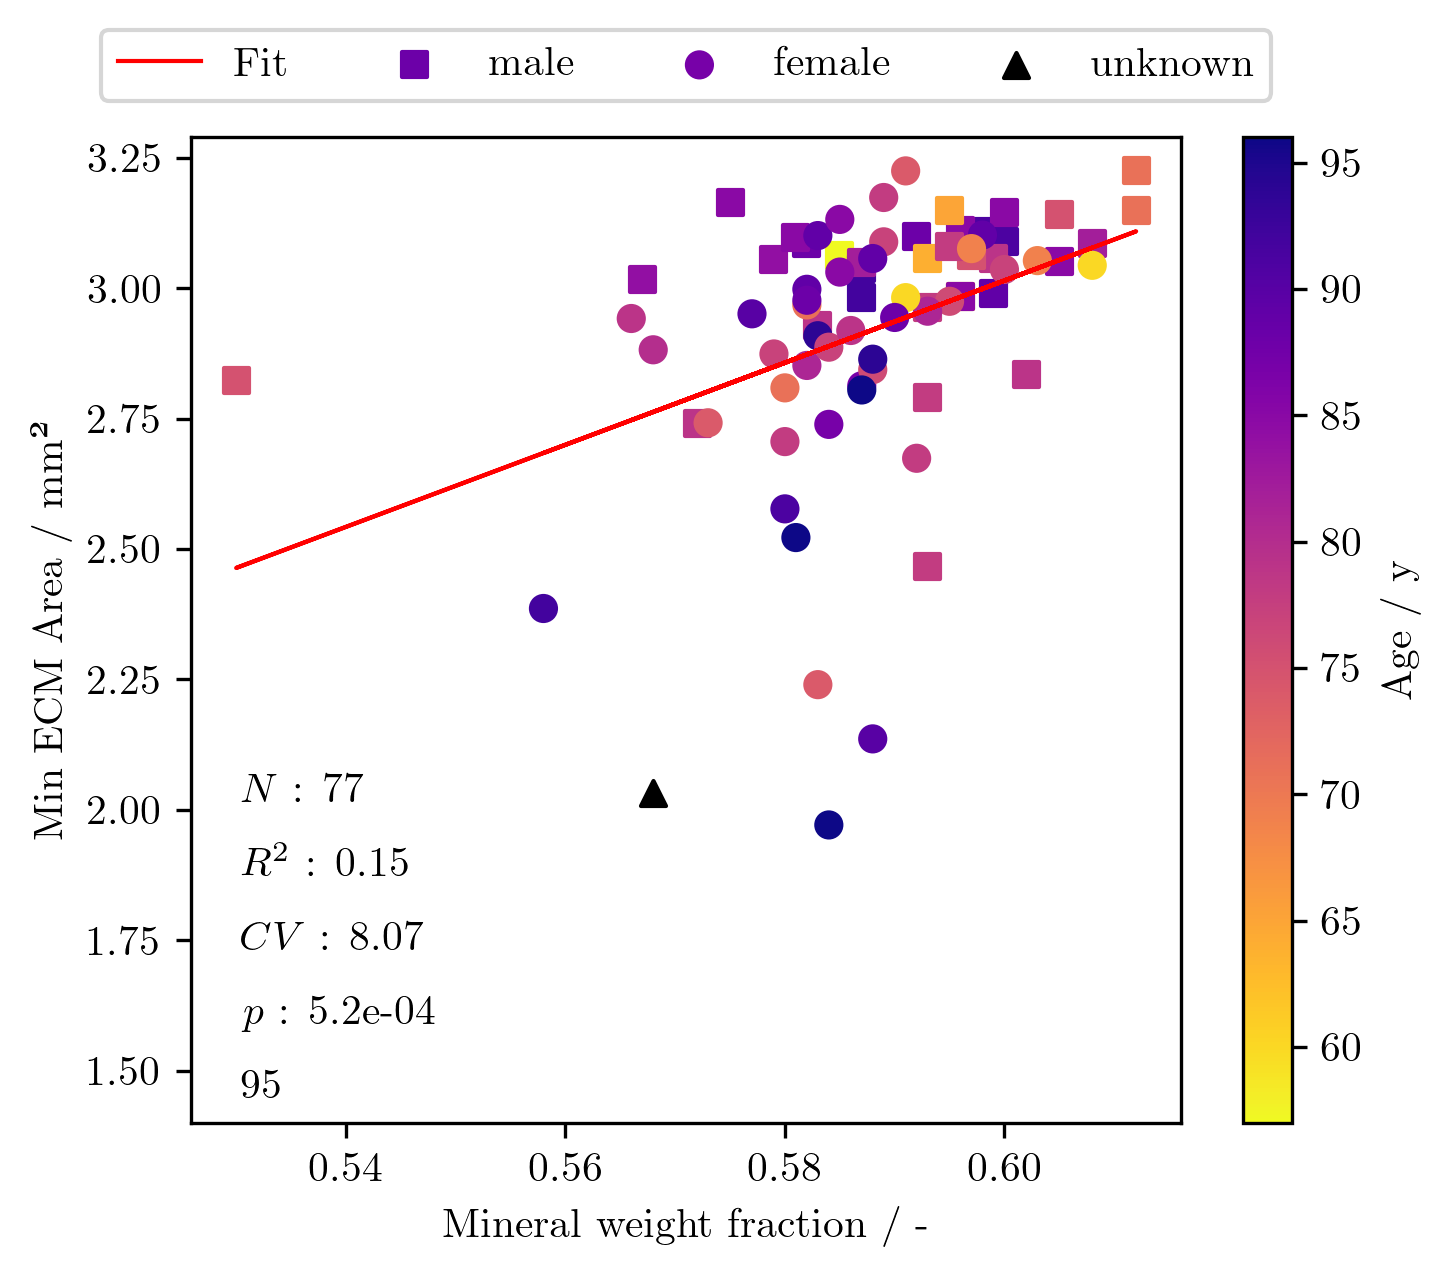 Fit male female unknown
3.25
3.00
2.75
2.50
2.25
2.00
1.75
1.50
Min ECM Area / mm²
N : 77
R² : 0.15
CV : 8.07
p : 5.2e-04
95
0.54 0.56 0.58 0.60
Mineral weight fraction / -
95
90
85
80
75
70
65
60
Age / y